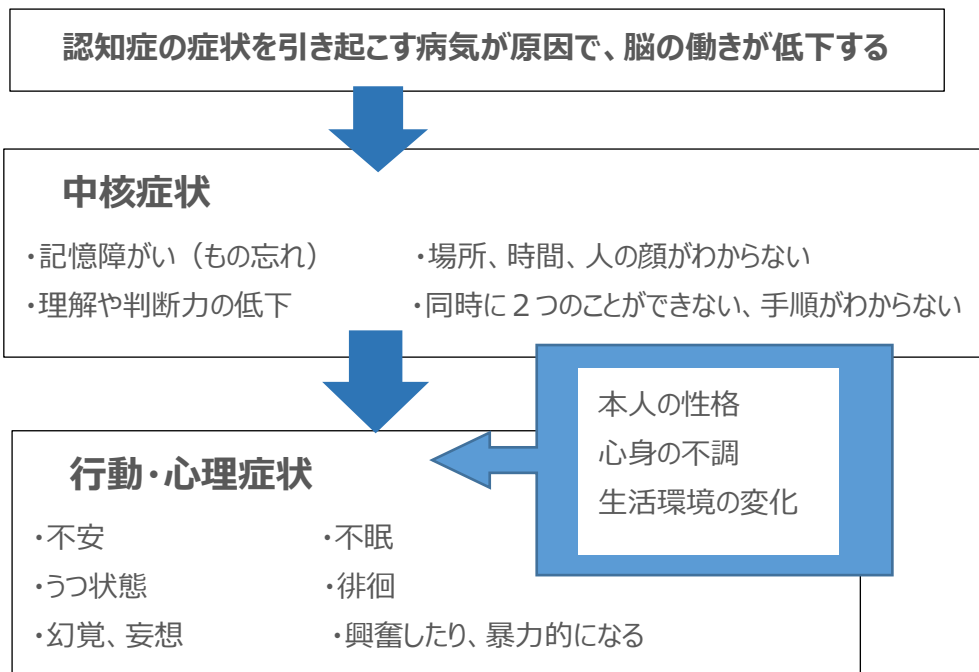 認知症の症状を引き起こす病気が原因で、脳の働きが低下する
中核症状
・記憶障がい（もの忘れ）　・場所、時間、人の顔がわからない
・理解や判断力の低下　・同時に２つのことができない、手順がわからない
本人の性格
心身の不調
生活環境の変化
行動・心理症状
・不安　・不眠
・うつ状態　・徘徊
・幻覚、妄想　・興奮したり、暴力的になる